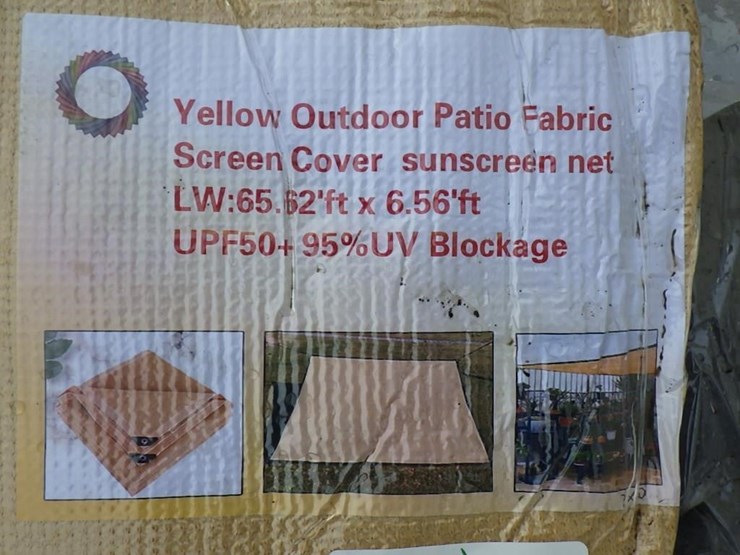 Yellow Outdoor Patio Fabric
Screen Cover sunscreen net
LW:65.62'ft x 6.56'ft
UPF50+ 95%UV Blockage